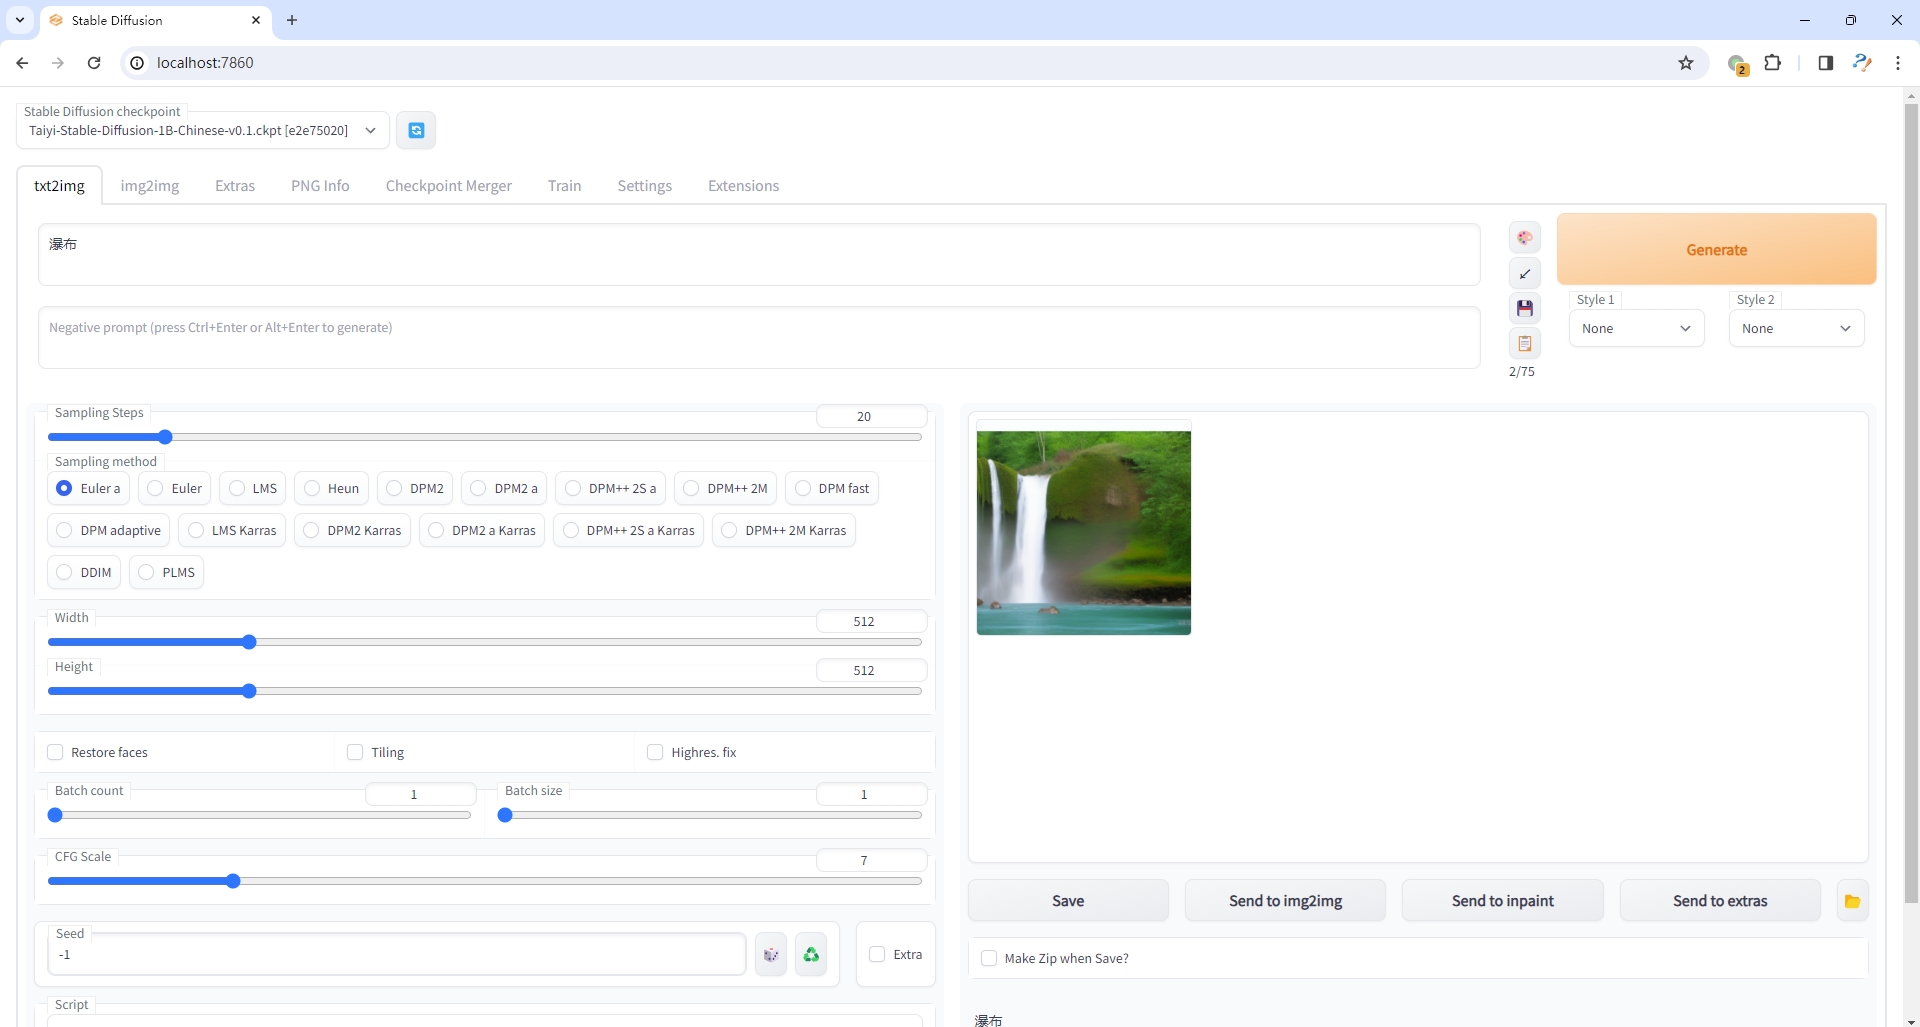 Stable Diffusion
localhost:7860
2
Stable Diffusion checkpoint
Taiyi-Stable-Diffusion-1B-Chinese-v0.1.ckpt [e2e75020]
txt2img img2img Extras PNG Info Checkpoint Merger Train Settings Extensions
瀑布
Generate
Negative prompt (press Ctrl+Enter or Alt+Enter to generate)
Style 1 Style 2
None None
2/75
Sampling Steps 20
Sampling method
Euler a Euler LMS Heun DPM2 DPM2 a DPM++ 2S a DPM++ 2M DPM fast
DPM adaptive LMS Karras DPM2 Karras DPM2 a Karras DPM++ 2S a Karras DPM++ 2M Karras
DDIM PLMS
Width 512
Height 512
Restore faces Tiling Highres. fix
Batch count 1 Batch size 1
CFG Scale 7
Seed
-1
Extra
Script
Save Send to img2img Send to inpaint Send to extras
Make Zip when Save?
瀑布